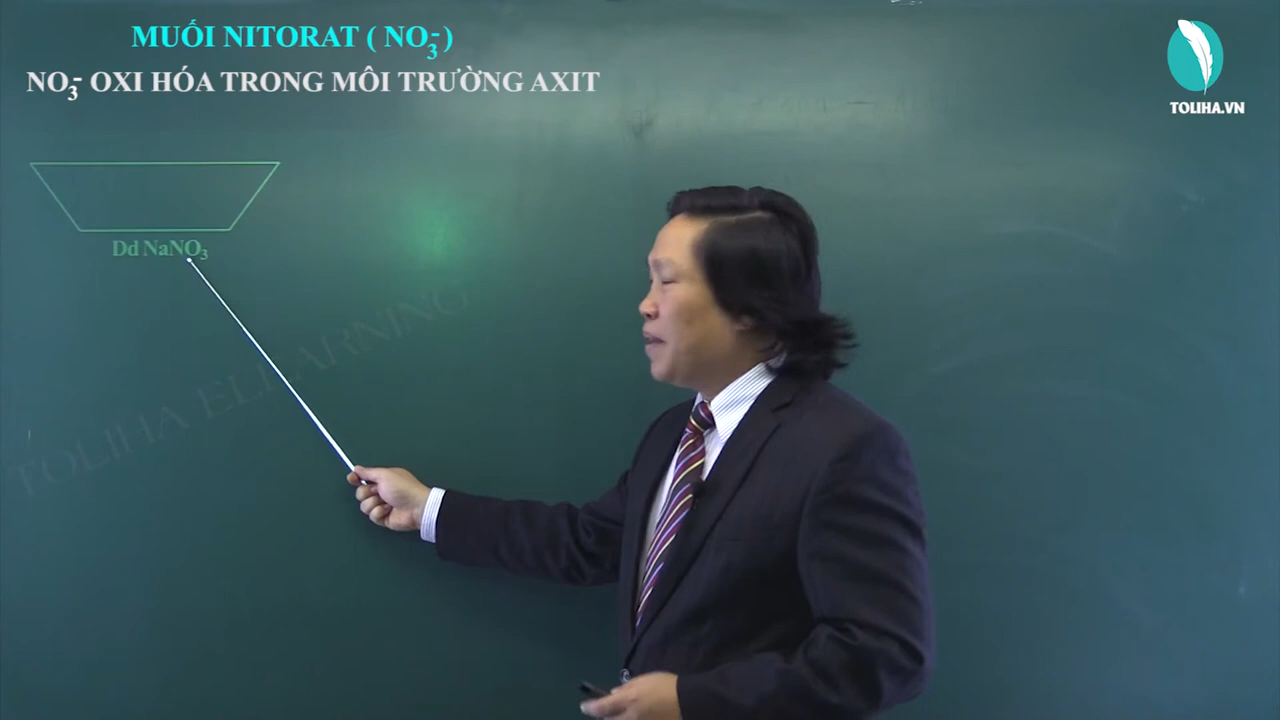 MUỐI NITORAT ( NO₃⁻ )
NO₃⁻ OXI HÓA TRONG MÔI TRƯỜNG AXIT
TOLIHA.VN
Dd NaNO₃
TOLIHA ELEARNING